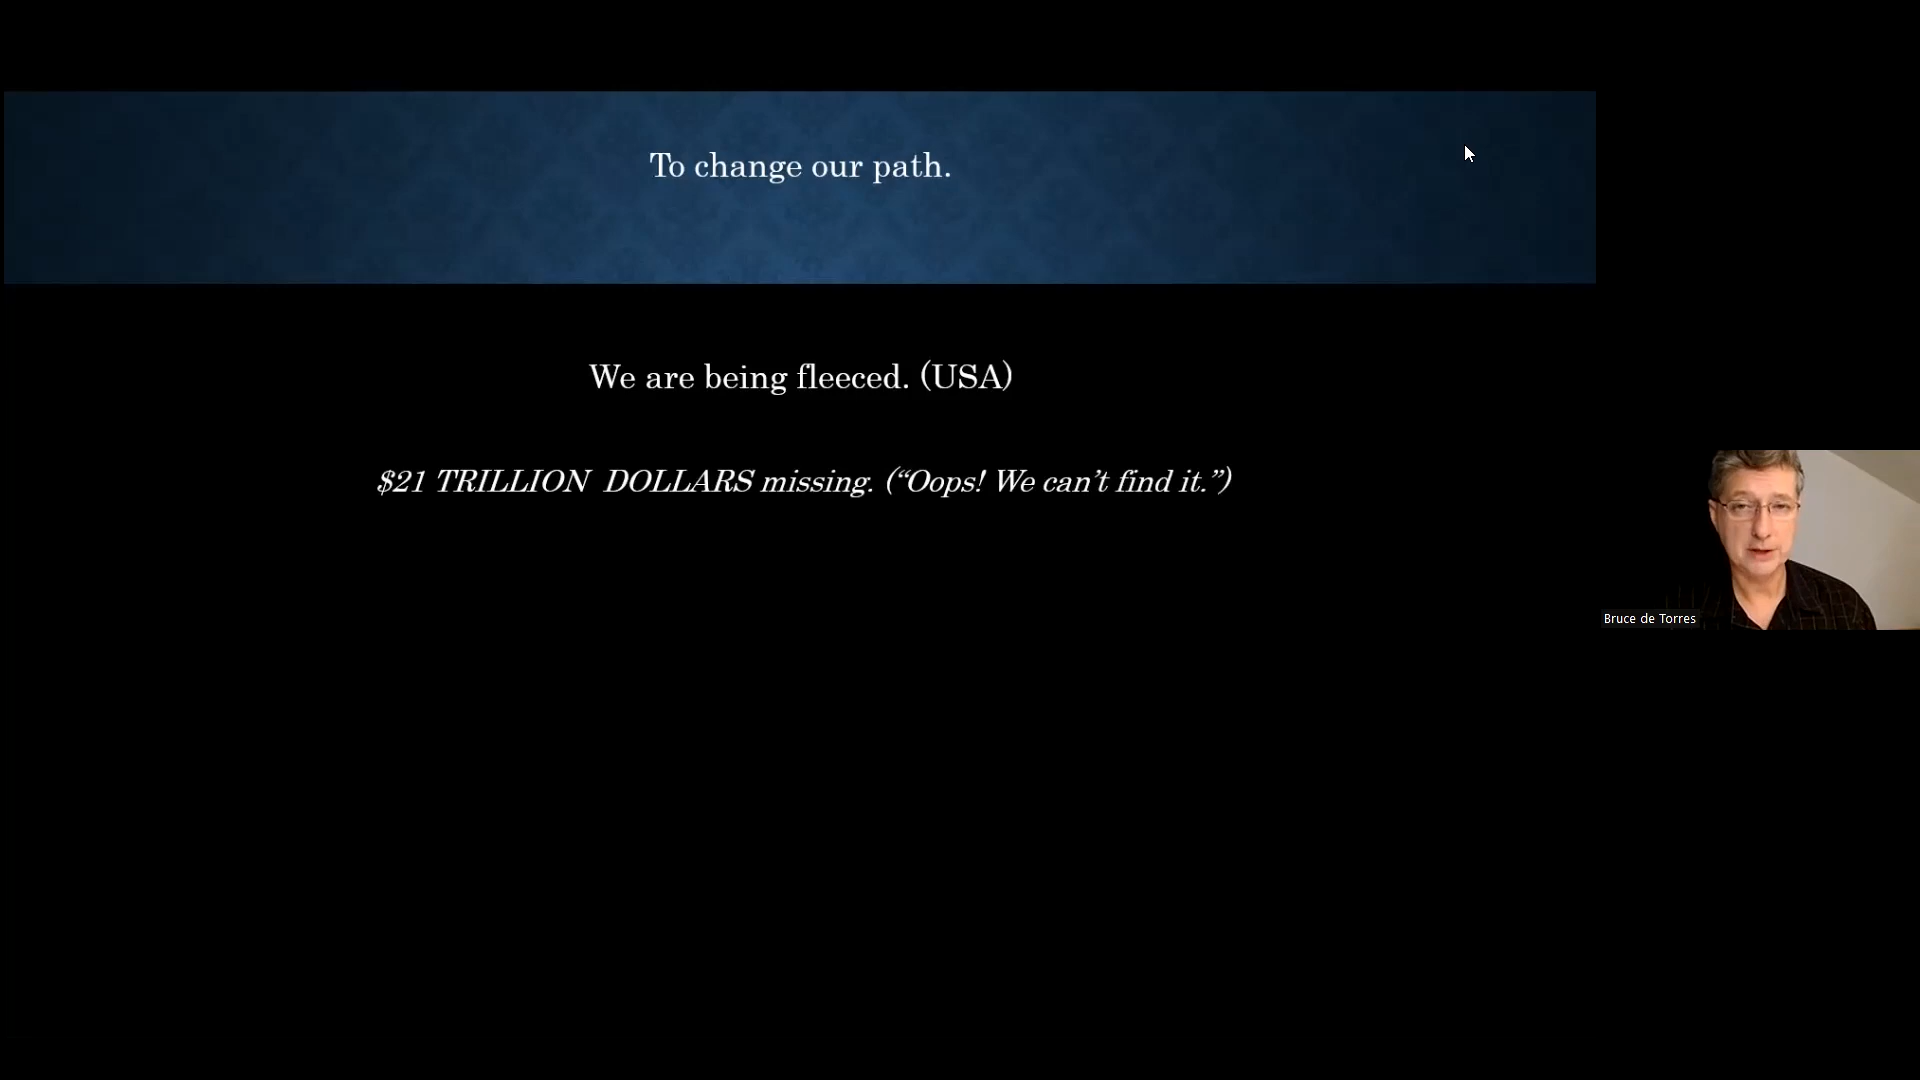 To change our path.
We are being fleeced. (USA)
$21 TRILLION  DOLLARS missing. (“Oops! We can’t find it.”)
Bruce de Torres